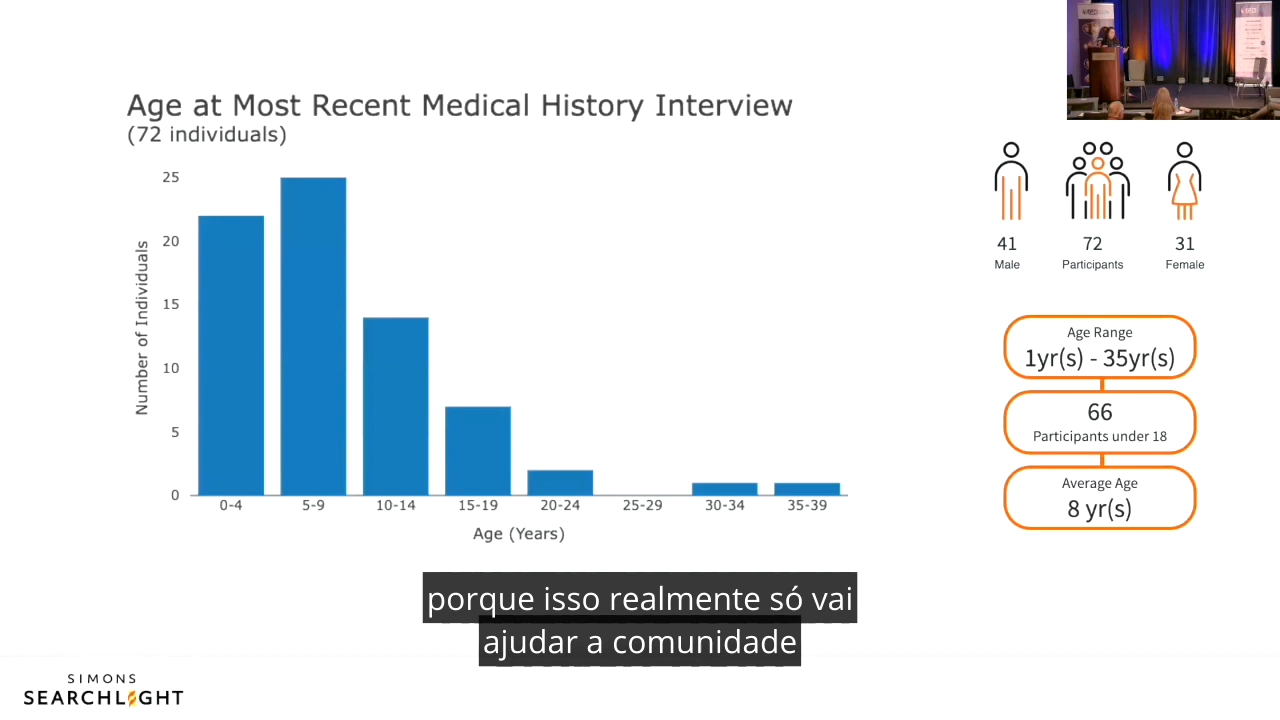 Age at Most Recent Medical History Interview
(72 individuals)
25
20
15
10
5
0
Number of Individuals
0-4 5-9 10-14 15-19 20-24 25-29 30-34 35-39
Age (Years)
41 72 31
Male Participants Female
Age Range
1yr(s) - 35yr(s)
66
Participants under 18
Average Age
8 yr(s)
porque isso realmente só vai
ajudar a comunidade
SIMONS
SEARCHLIGHT